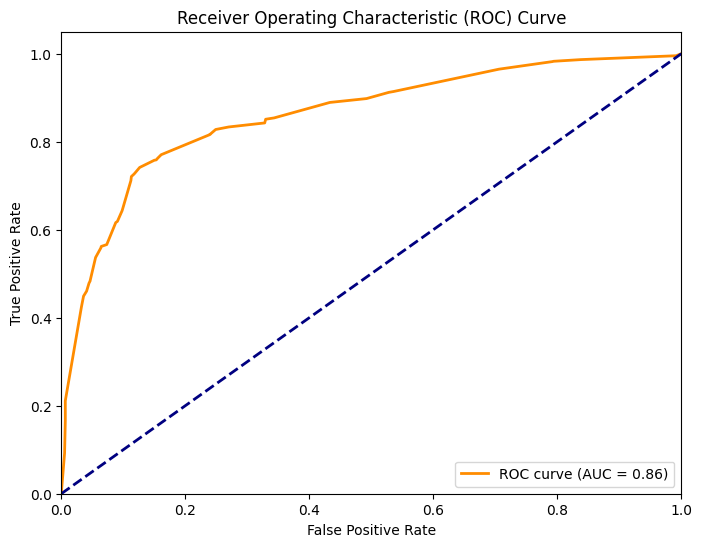 Receiver Operating Characteristic (ROC) Curve
1.0
0.8
0.6
0.4
0.2
0.0
True Positive Rate
ROC curve (AUC = 0.86)
0.0 0.2 0.4 0.6 0.8 1.0
False Positive Rate